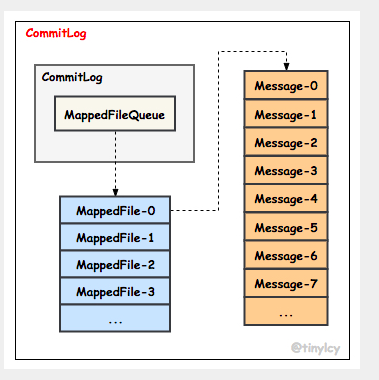 CommitLog
CommitLog
MappedFileQueue
MappedFile-0
MappedFile-1
MappedFile-2
MappedFile-3
...
Message-0
Message-1
Message-2
Message-3
Message-4
Message-5
Message-6
Message-7
...
@tinylcy